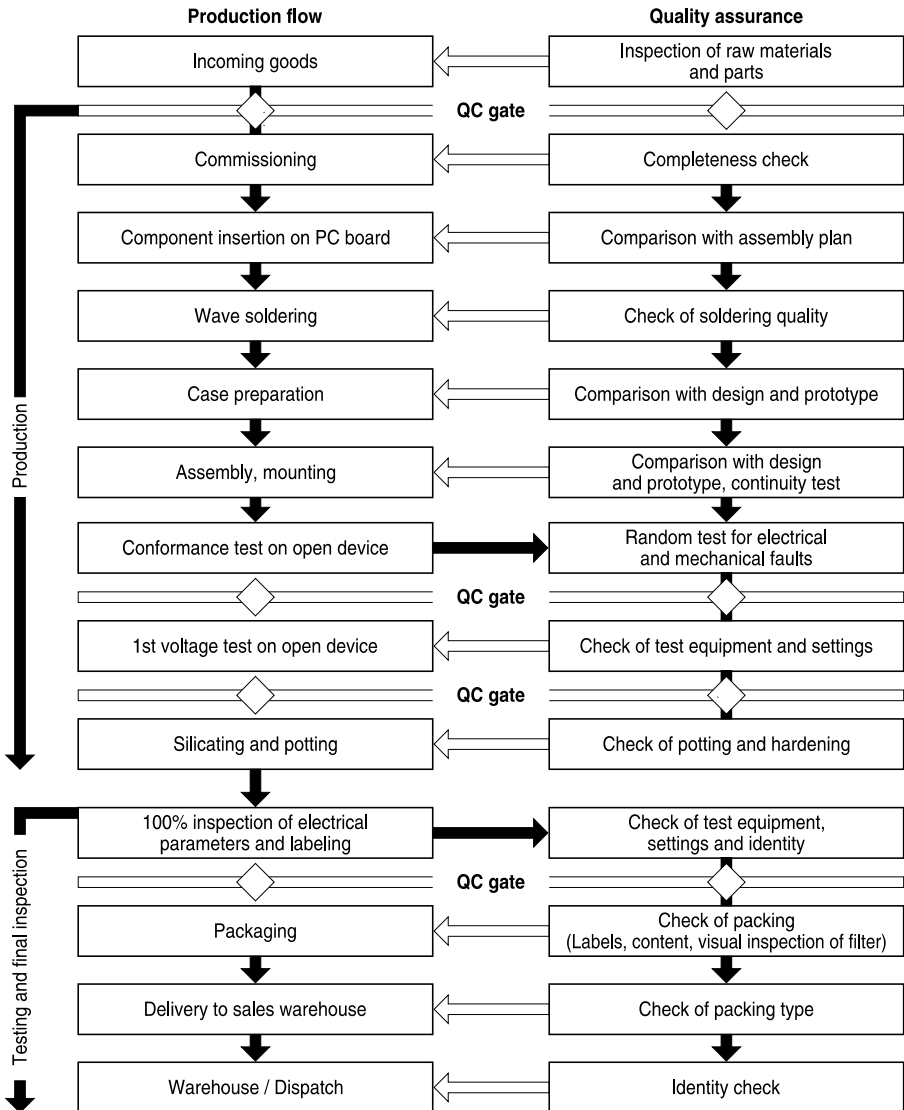 Production flow
Quality assurance
Incoming goods
Inspection of raw materials
and parts
QC gate
Commissioning
Completeness check
Component insertion on PC board
Comparison with assembly plan
Wave soldering
Check of soldering quality
Case preparation
Comparison with design and prototype
Production
Assembly, mounting
Comparison with design
and prototype, continuity test
Conformance test on open device
Random test for electrical
and mechanical faults
QC gate
1st voltage test on open device
Check of test equipment and settings
QC gate
Silicating and potting
Check of potting and hardening
100% inspection of electrical
parameters and labeling
Check of test equipment,
settings and identity
QC gate
Testing and final inspection
Packaging
Check of packing
(Labels, content, visual inspection of filter)
Delivery to sales warehouse
Check of packing type
Warehouse / Dispatch
Identity check